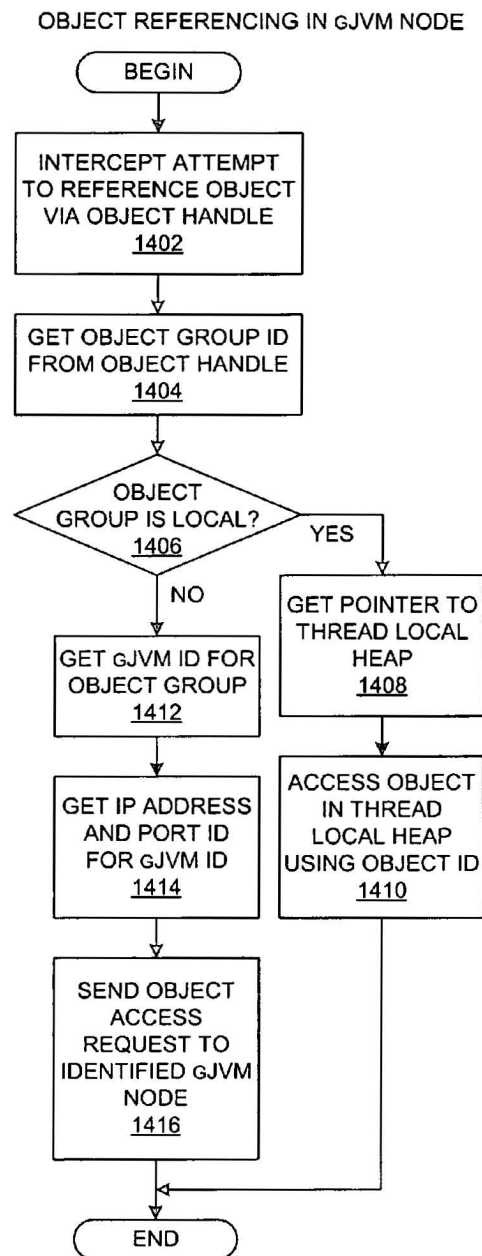 OBJECT REFERENCING IN GJVM NODE
BEGIN
INTERCEPT ATTEMPT
TO REFERENCE OBJECT
VIA OBJECT HANDLE
1402
GET OBJECT GROUP ID
FROM OBJECT HANDLE
1404
OBJECT
GROUP IS LOCAL?
1406
YES
NO
GET POINTER TO
THREAD LOCAL
HEAP
1408
GET GJVM ID FOR
OBJECT GROUP
1412
ACCESS OBJECT
IN THREAD
LOCAL HEAP
USING OBJECT ID
1410
GET IP ADDRESS
AND PORT ID
FOR GJVM ID
1414
SEND OBJECT
ACCESS
REQUEST TO
IDENTIFIED GJVM
NODE
1416
END